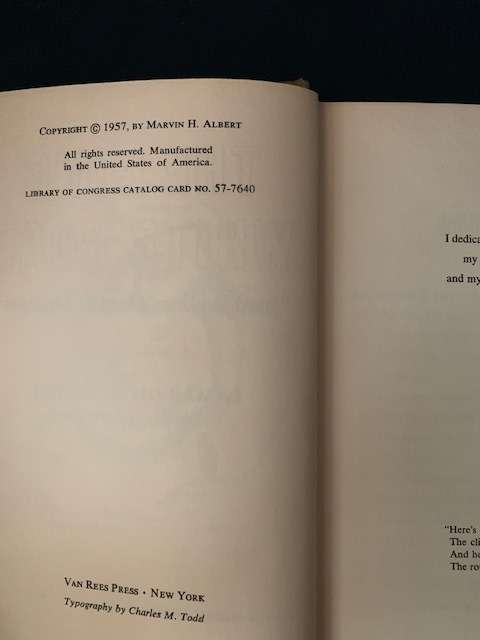 COPYRIGHT © 1957, BY MARVIN H. ALBERT
All rights reserved. Manufactured
in the United States of America.
LIBRARY OF CONGRESS CATALOG CARD NO. 57-7640
VAN REES PRESS • NEW YORK
Typography by Charles M. Todd
I dedica
my
and my
"Here's
The cli
And he
The ro